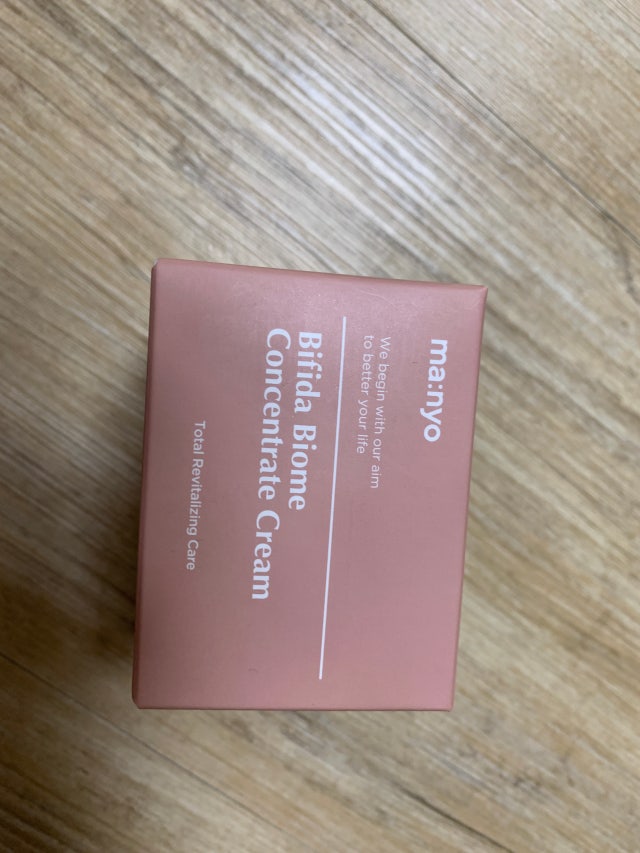 ma:nyo
We begin with our aim
to better your life
Bifida Biome
Concentrate Cream
Total Revitalizing Care